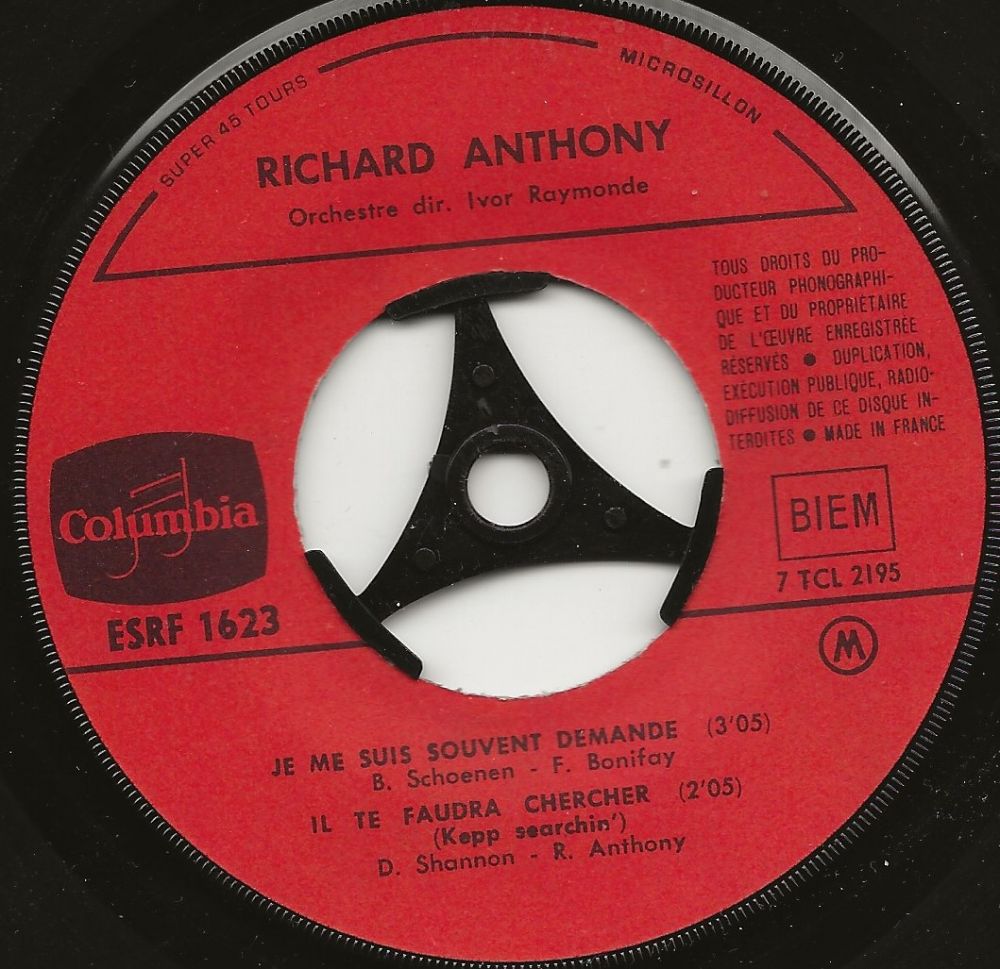 SUPER 45 TOURS
MICROSILLON
RICHARD ANTHONY
Orchestre dir. Ivor Raymonde
TOUS DROITS DU PRO-
DUCTEUR PHONOGRAPHI-
QUE ET DU PROPRIÉTAIRE
DE L'ŒUVRE ENREGISTRÉE
RÉSERVÉS ● DUPLICATION,
EXÉCUTION PUBLIQUE, RADIO-
DIFFUSION DE CE DISQUE IN-
TERDITES ● MADE IN FRANCE
Columbia
BIEM
7 TCL 2195
ESRF 1623
M
JE ME SUIS SOUVENT DEMANDE (3'05)
B. Schoenen - F. Bonifay
IL TE FAUDRA CHERCHER (2'05)
(Kepp searchin')
D. Shannon - R. Anthony